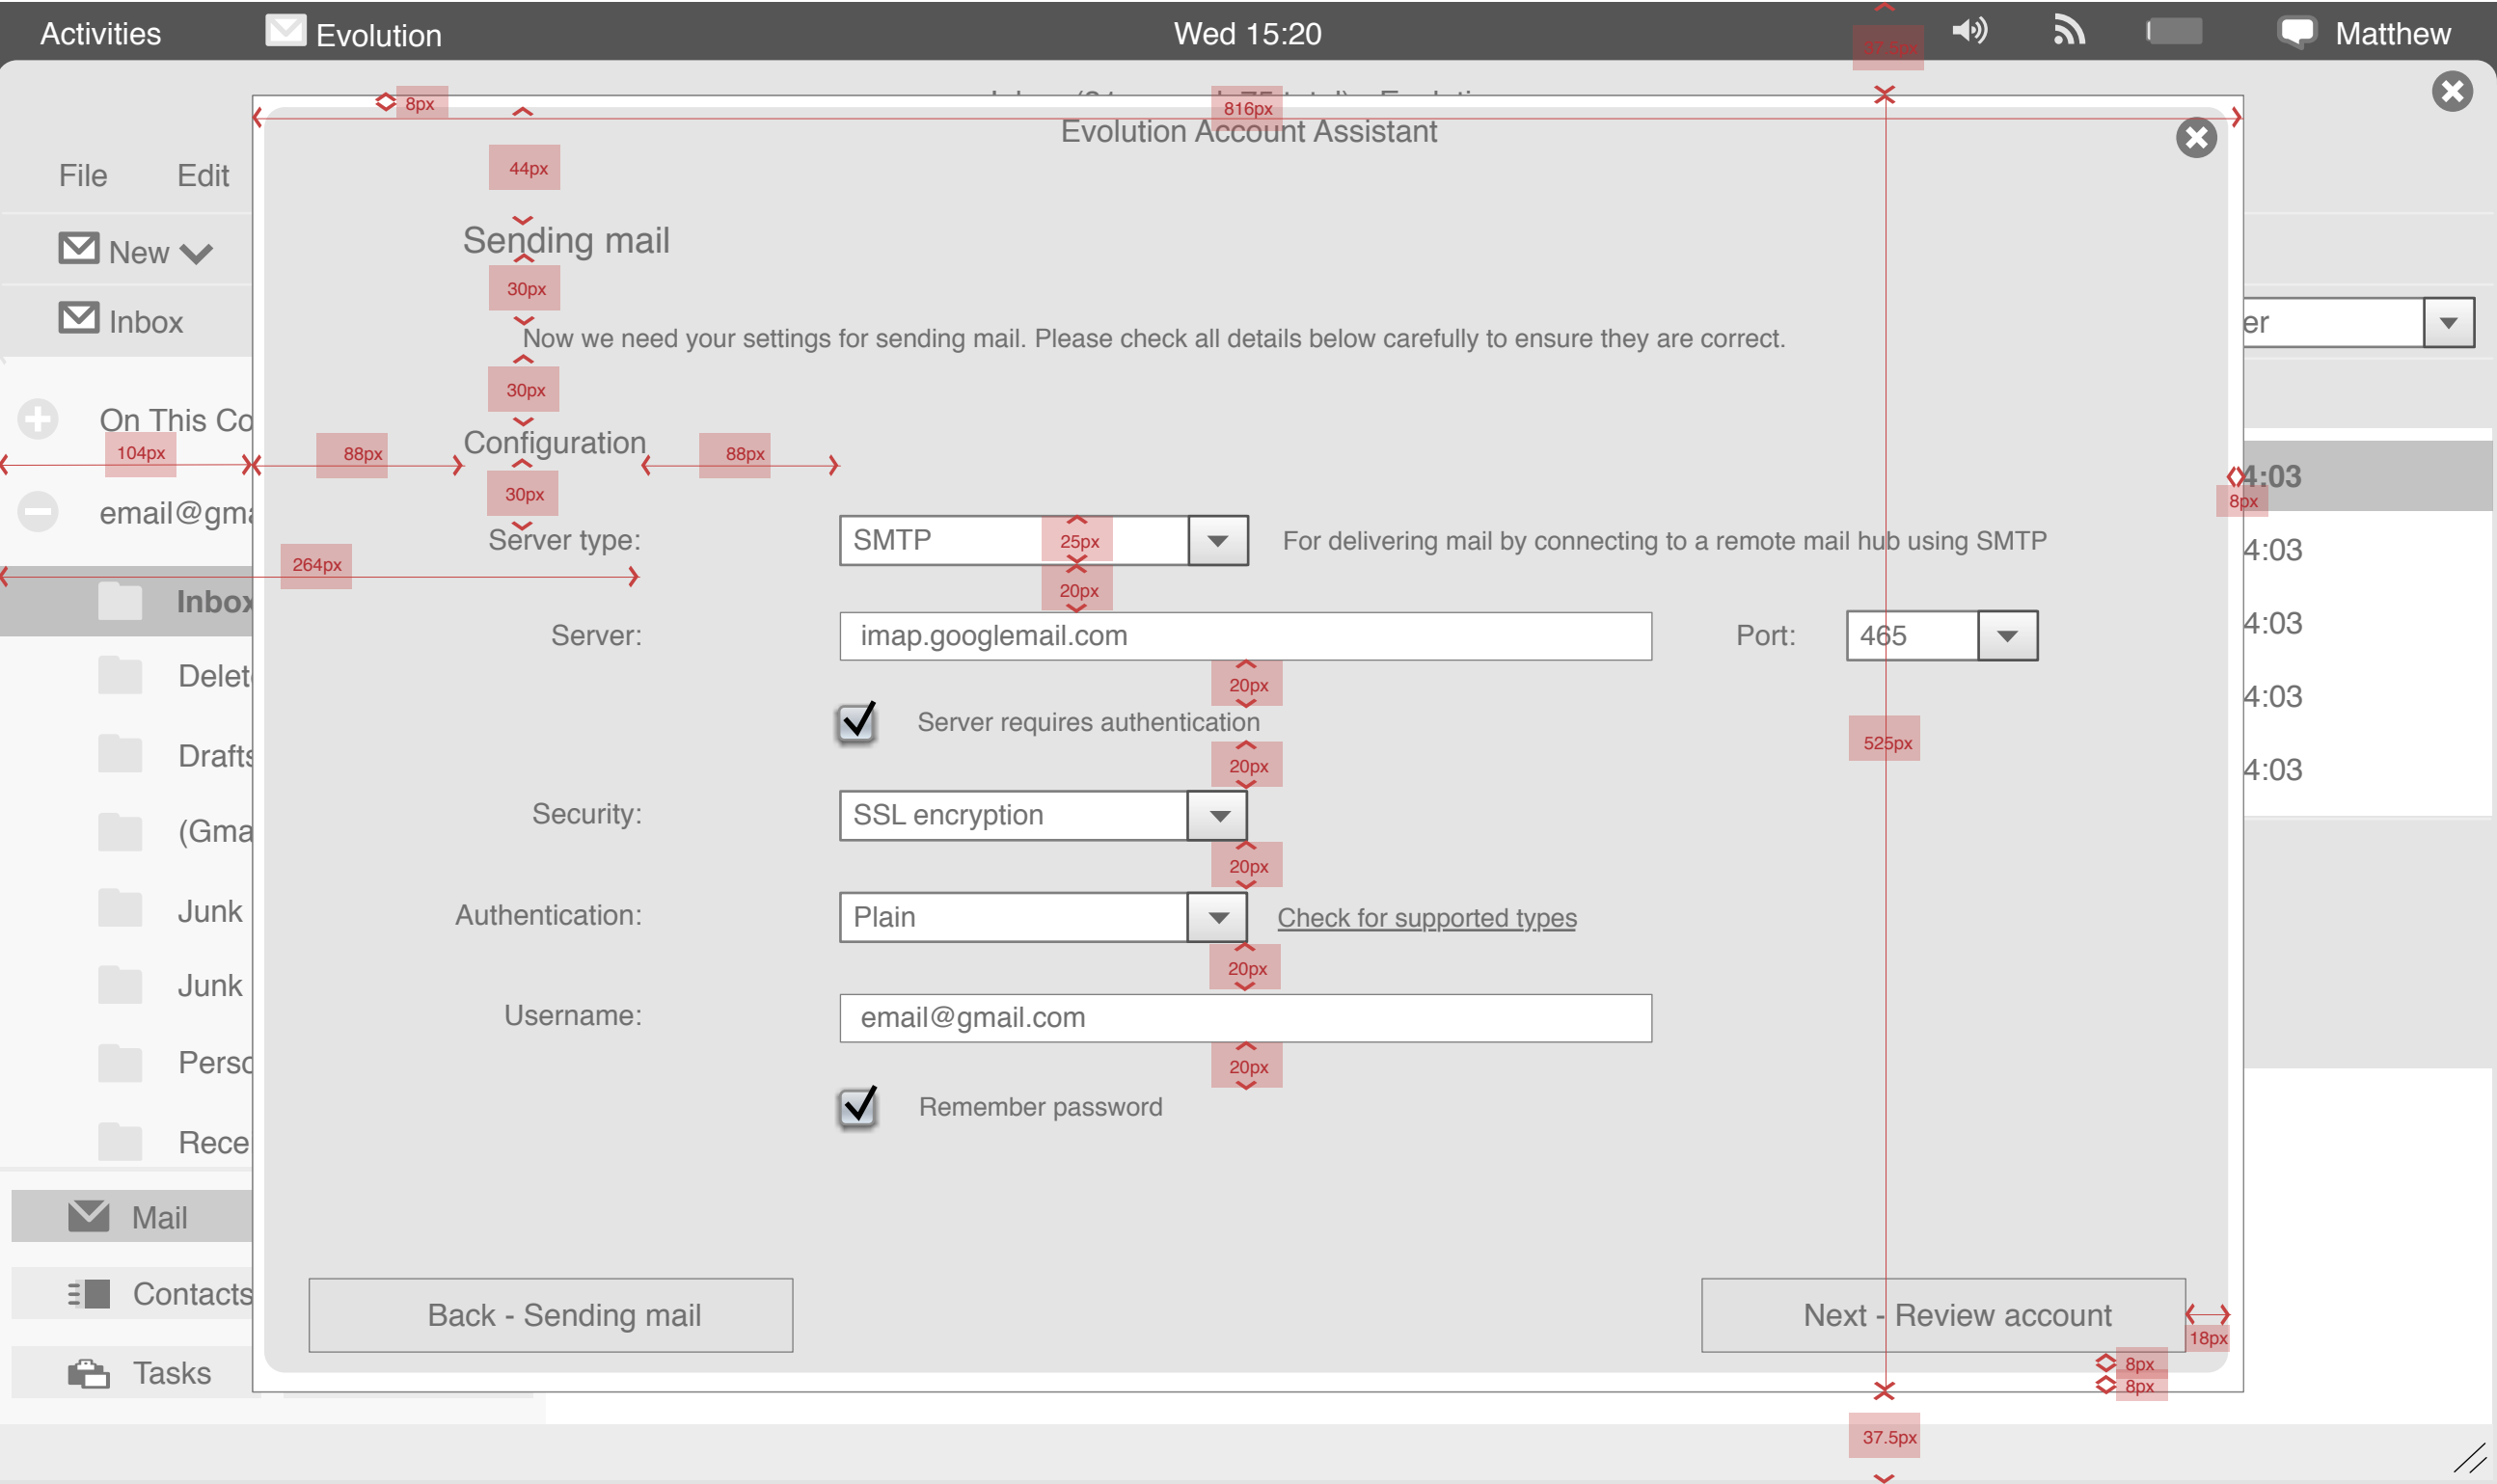 Activities Evolution Wed 15:20 37.5px Matthew
8px 816px
Evolution Account Assistant
44px
File Edit
Sending mail
New
30px
Inbox er
Now we need your settings for sending mail. Please check all details below carefully to ensure they are correct.
30px
On This Co
Configuration
104px 88px 88px
4:03
30px 8px
email@gma
Server type: SMTP 25px For delivering mail by connecting to a remote mail hub using SMTP 4:03
264px
20px
Inbox
Server: imap.googlemail.com Port: 465 4:03
Delet
20px 4:03
Server requires authentication
525px
Drafts
20px 4:03
Security: SSL encryption
(Gma
20px
Junk
Authentication: Plain Check for supported types
20px
Junk
Username: email@gmail.com
Perso
20px
Remember password
Rece
Mail
Contacts
Back - Sending mail Next - Review account
18px
8px
Tasks
8px
37.5px